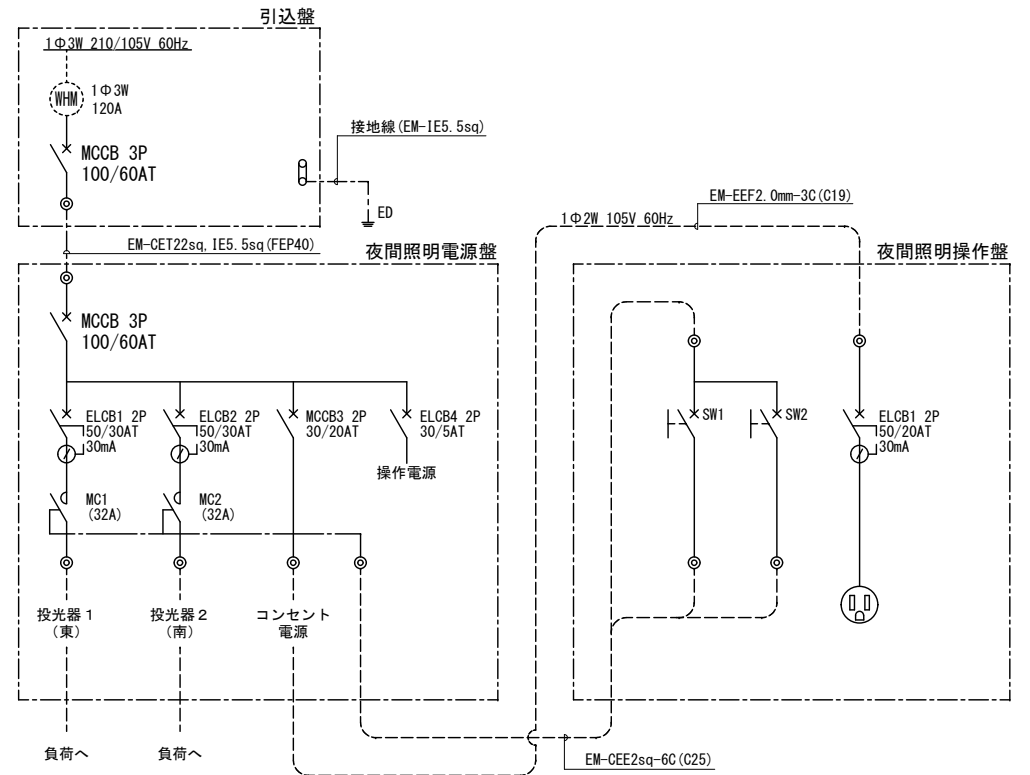 引込盤
1Φ3W 210/105V 60Hz
WHM
1Φ3W
120A
MCCB 3P
100/60AT
接地線(EM-IE5.5sq)
ED
EM-CET22sq, IE5.5sq(FEP40)
1Φ2W 105V 60Hz
EM-EEF2.0mm-3C(C19)
夜間照明電源盤
MCCB 3P
100/60AT
ELCB1 2P
50/30AT
30mA
ELCB2 2P
50/30AT
30mA
MCCB3 2P
30/20AT
ELCB4 2P
30/5AT
操作電源
MC1
(32A)
MC2
(32A)
投光器1
(東)
投光器2
(南)
コンセント
電源
負荷へ
負荷へ
夜間照明操作盤
SW1
SW2
ELCB1 2P
50/20AT
30mA
EM-CEE2sq-6C(C25)